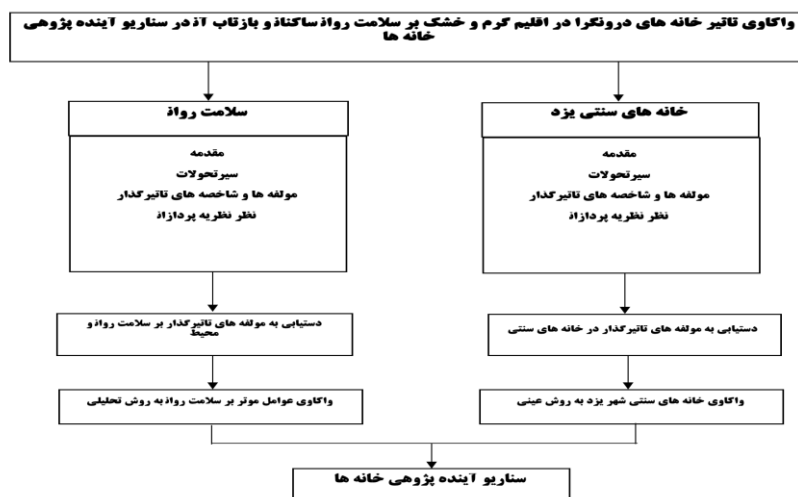 واکاوی تاثیر خانه های درونگرا در اقلیم گرم و خشک بر سلامت روان ساکنان و بازتاب آن در سناریو آینده پژوهی
خانه ها
خانه های سنتی یزد
مقدمه
سیرتحولات
مولفه ها و شاخصه های تاثیرگذار
نظر نظریه پردازان
دستیابی به مولفه های تاثیرگذار در خانه های سنتی
واکاوی خانه های سنتی شهر یزد به روش عینی
سلامت روان
مقدمه
سیرتحولات
مولفه ها و شاخصه های تاثیرگذار
نظر نظریه پردازان
دستیابی به مولفه های تاثیرگذار بر سلامت روان و
محیط
واکاوی عوامل موثر بر سلامت روان به روش تحلیلی
سناریو آینده پژوهی خانه ها